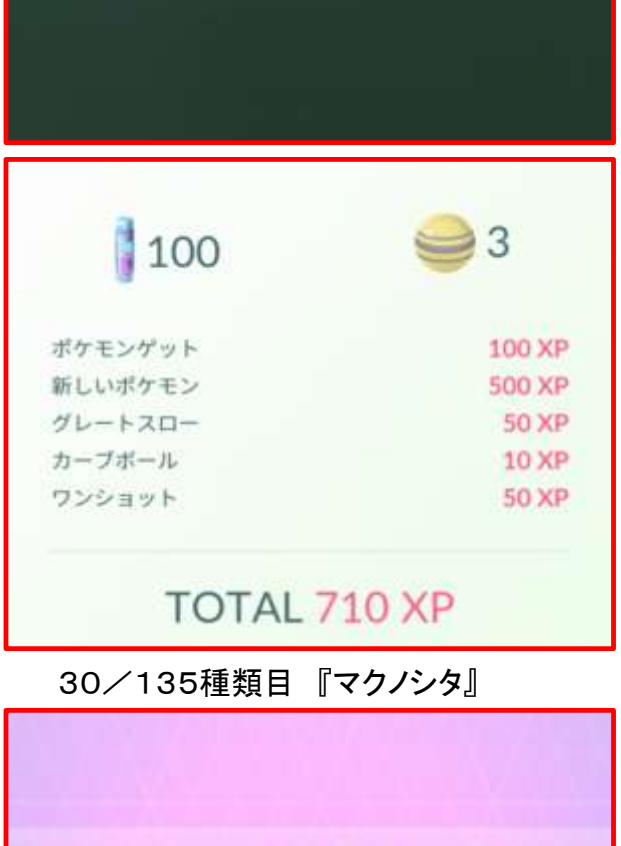 100
3
ポケモンゲット 100 XP
新しいポケモン 500 XP
グレートスロー 50 XP
カーブボール 10 XP
ワンショット 50 XP
TOTAL 710 XP
30／135種類目 『マクノシタ』